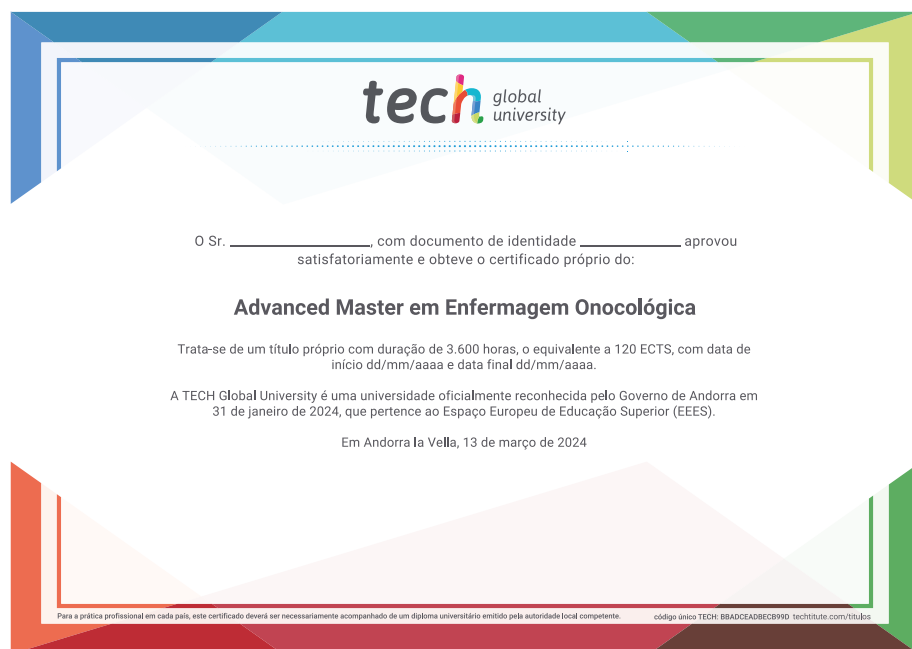 tech global
university
O Sr. ____________________, com documento de identidade ______________ aprovou
satisfatoriamente e obteve o certificado próprio do:
Advanced Master em Enfermagem Onocológica
Trata-se de um título próprio com duração de 3.600 horas, o equivalente a 120 ECTS, com data de
início dd/mm/aaaa e data final dd/mm/aaaa.
A TECH Global University é uma universidade oficialmente reconhecida pelo Governo de Andorra em
31 de janeiro de 2024, que pertence ao Espaço Europeu de Educação Superior (EEES).
Em Andorra la Vella, 13 de março de 2024
Para a prática profissional em cada país, este certificado deverá ser necessariamente acompanhado de um diploma universitário emitido pela autoridade local competente.
código único TECH: BBADCEADBECB99D techtitute.com/titulos